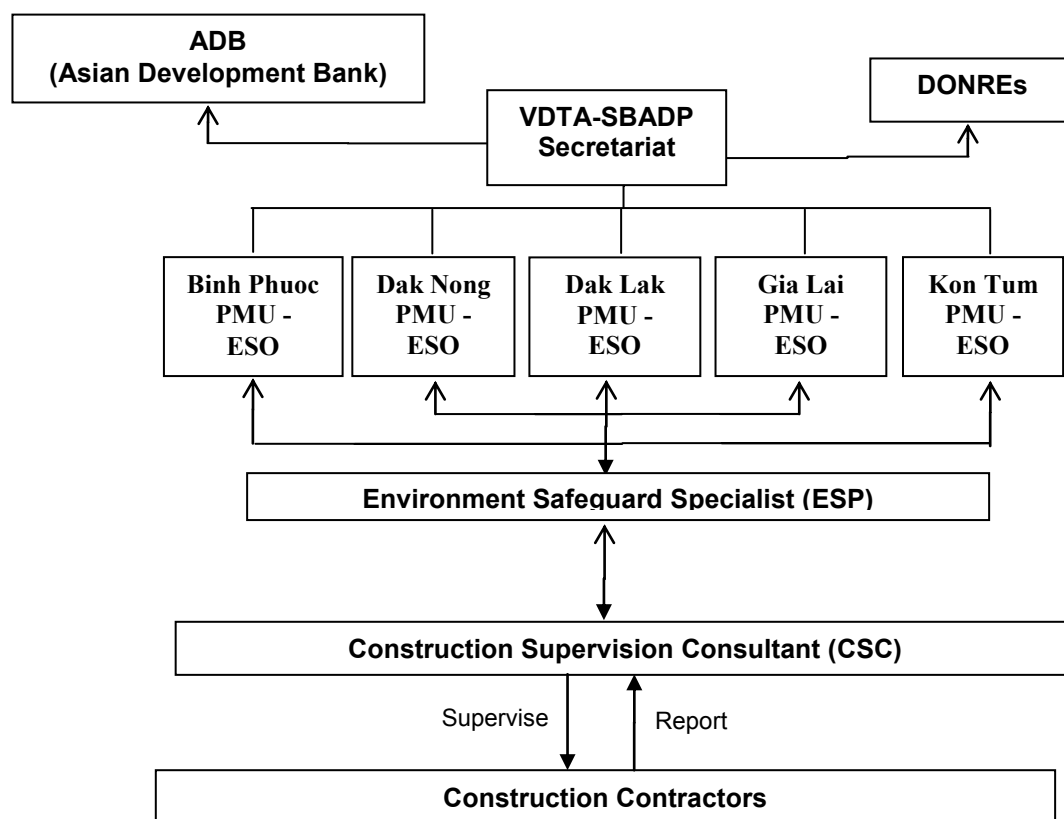 ADB
(Asian Development Bank)
DONREs
VDTA-SBADP
Secretariat
Binh Phuoc
PMU -
ESO
Dak Nong
PMU -
ESO
Dak Lak
PMU -
ESO
Gia Lai
PMU -
ESO
Kon Tum
PMU -
ESO
Environment Safeguard Specialist (ESP)
Construction Supervision Consultant (CSC)
Supervise
Report
Construction Contractors